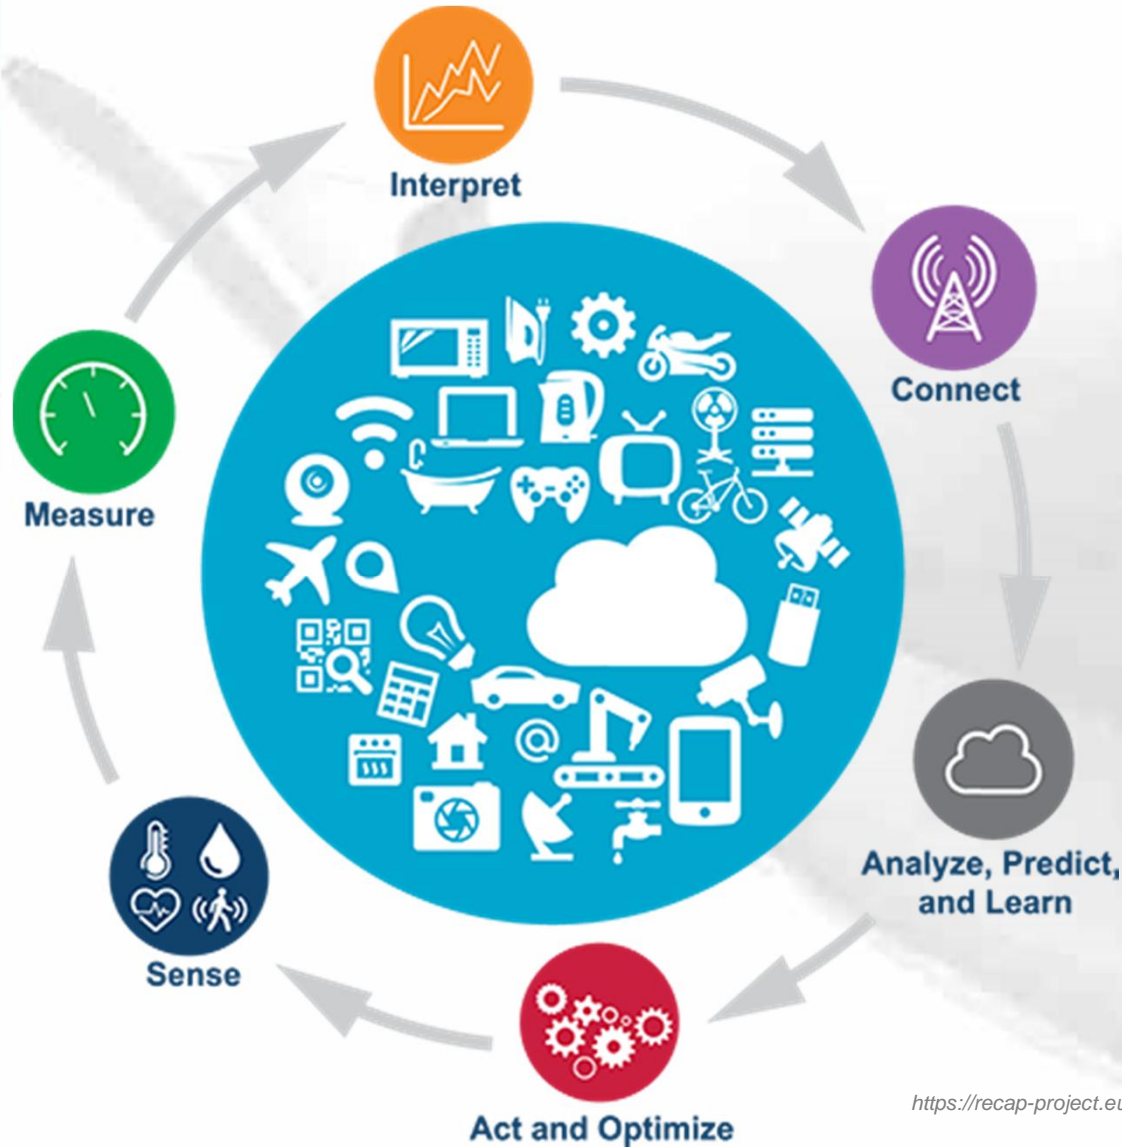 Interpret
Connect
Measure
Analyze, Predict,
and Learn
Sense
@
Act and Optimize
https://recap-project.eu